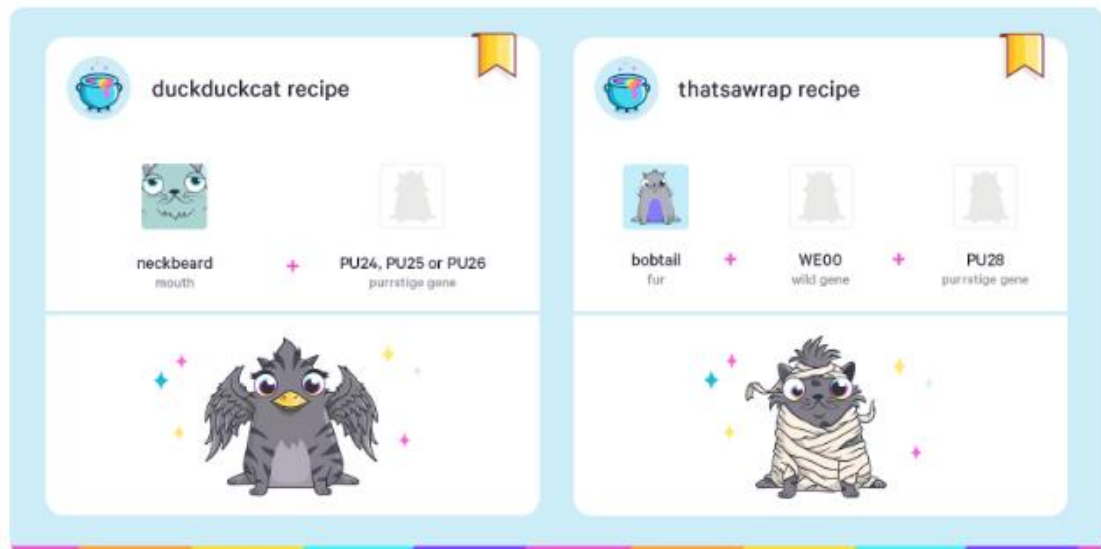 duckduckcat recipe
neckbeard
mouth
+
PU24, PU25 or PU26
purrstige gene
thatsawrap recipe
bobtail
fur
+
WE00
wild gene
+
PU28
purrstige gene